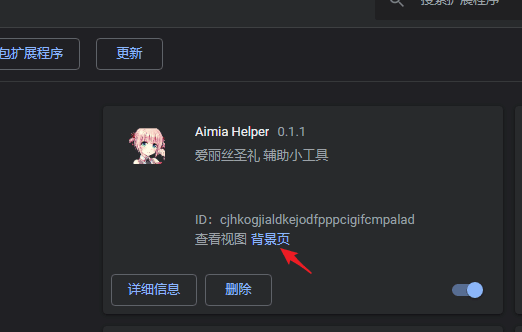 搜索扩展程序
包扩展程序
更新
Aimia Helper 0.1.1
爱丽丝圣礼 辅助小工具
ID：cjhkogjialdkejodfpppcigifcmpalad
查看视图 背景页
详细信息
删除